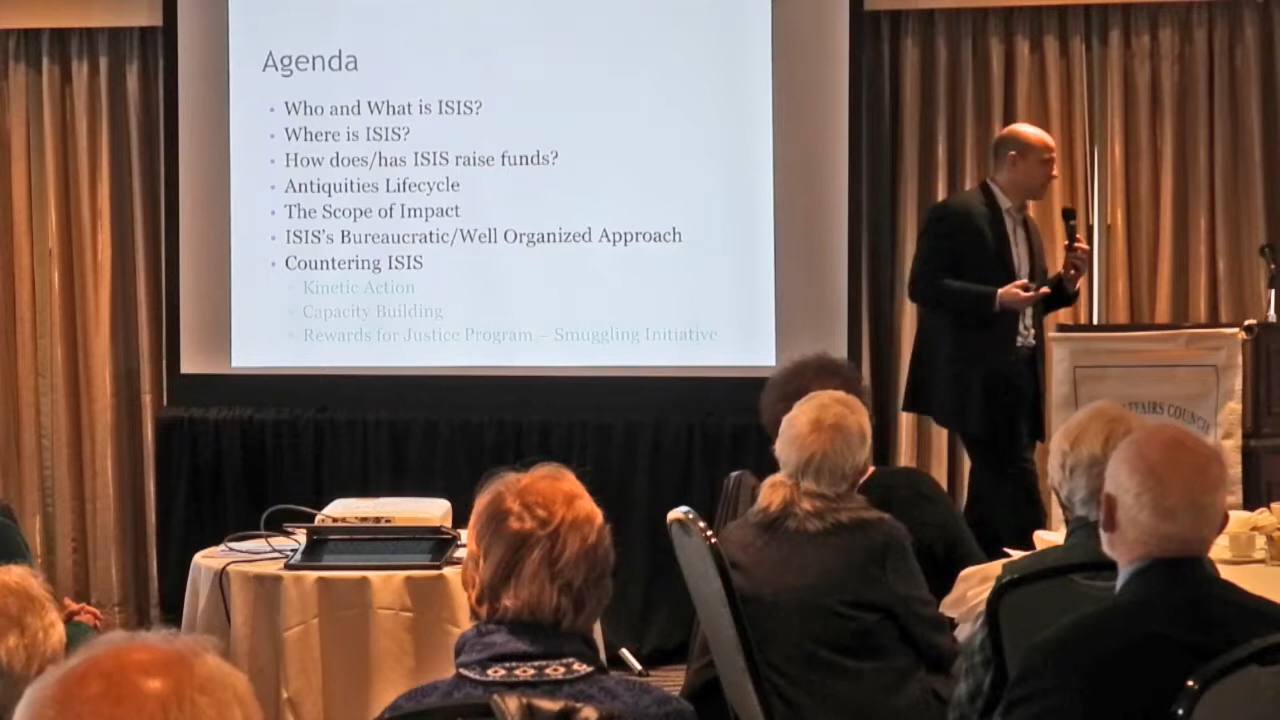 Agenda
Who and What is ISIS?
Where is ISIS?
How does/has ISIS raise funds?
Antiquities Lifecycle
The Scope of Impact
ISIS's Bureaucratic/Well Organized Approach
Countering ISIS
Kinetic Action
Capacity Building
Rewards for Justice Program – Smuggling Initiative
COUNCIL